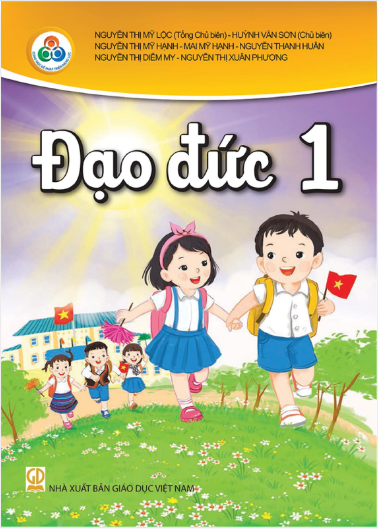 NGUYỄN THỊ MỸ LỘC (Tổng Chủ biên) - HUỲNH VĂN SƠN (Chủ biên)
NGUYỄN THỊ MỸ HẠNH - MAI MỸ HẠNH - NGUYỄN THANH HUÂN
NGUYỄN THỊ DIỄM MY - NGUYỄN THỊ XUÂN PHƯƠNG
Đạo đức 1
NHÀ XUẤT BẢN GIÁO DỤC VIỆT NAM